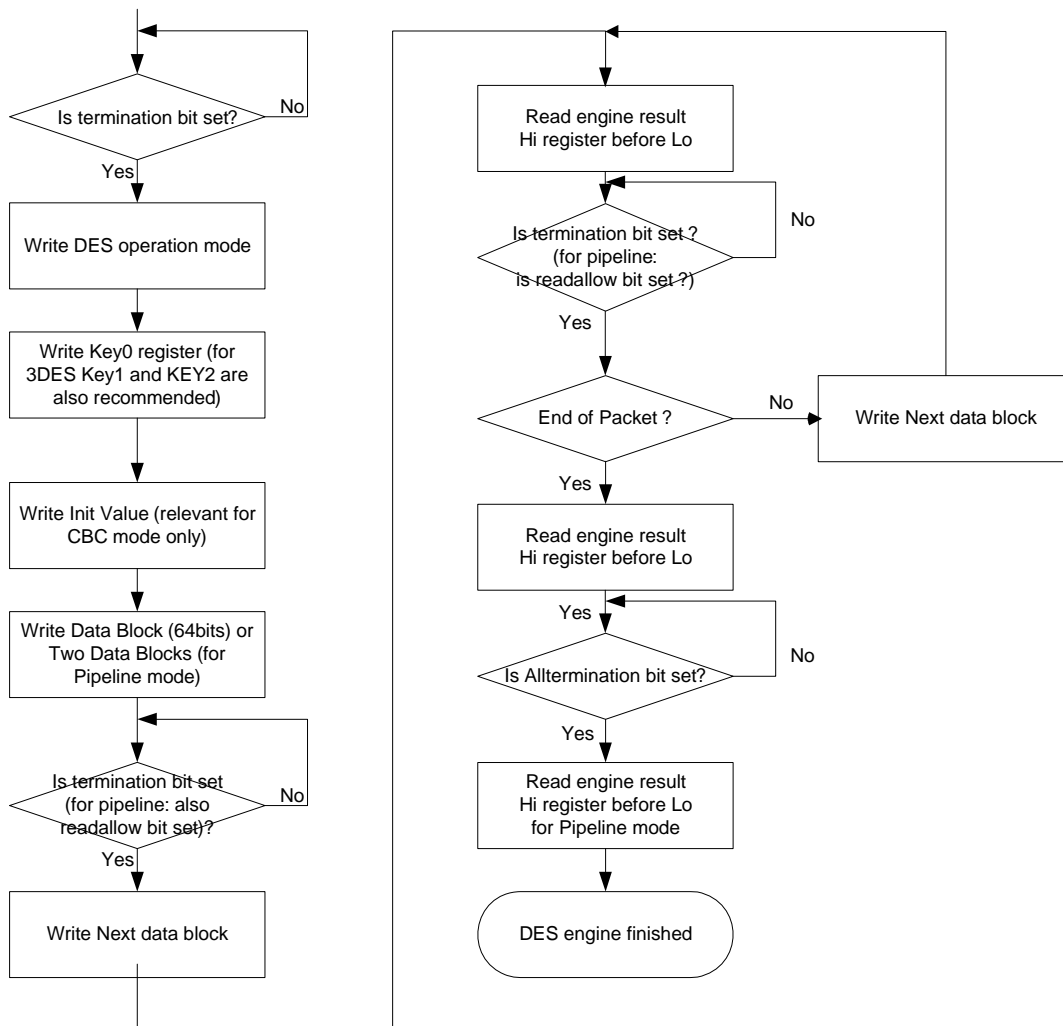 Is termination bit set?
No
Yes
Write DES operation mode
Write Key0 register (for
3DES Key1 and KEY2 are
also recommended)
Write Init Value (relevant for
CBC mode only)
Write Data Block (64bits) or
Two Data Blocks (for
Pipeline mode)
Is termination bit set
(for pipeline: also
readallow bit set)?
No
Yes
Write Next data block
Read engine result
Hi register before Lo
Is termination bit set ?
(for pipeline:
is readallow bit set ?)
No
Yes
End of Packet ?
No
Write Next data block
Yes
Read engine result
Hi register before Lo
Yes
Is Alltermination bit set?
No
Yes
Read engine result
Hi register before Lo
for Pipeline mode
DES engine finished